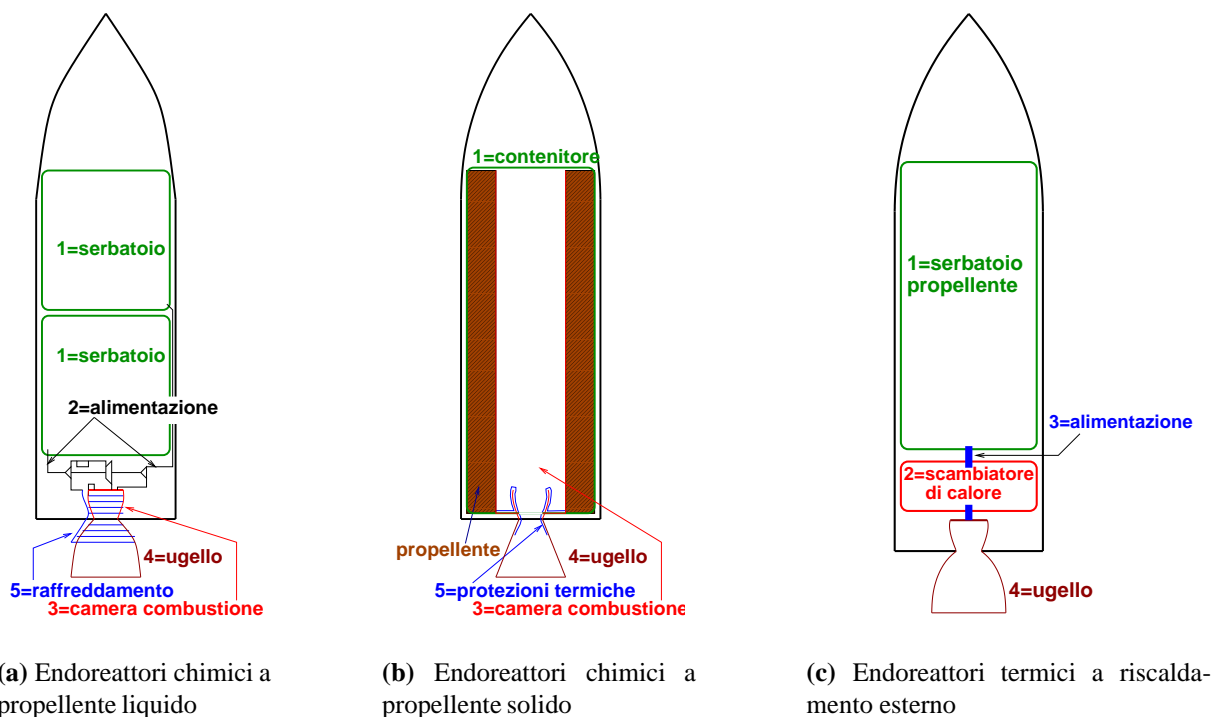 1=serbatoio
1=serbatoio
2=alimentazione
4=ugello
5=raffreddamento
3=camera combustione
(a) Endoreattori chimici a
propellente liquido
1=contenitore
propellente
4=ugello
5=protezioni termiche
3=camera combustione
(b) Endoreattori chimici a
propellente solido
1=serbatoio
propellente
3=alimentazione
2=scambiatore
di calore
4=ugello
(c) Endoreattori termici a riscalda-
mento esterno